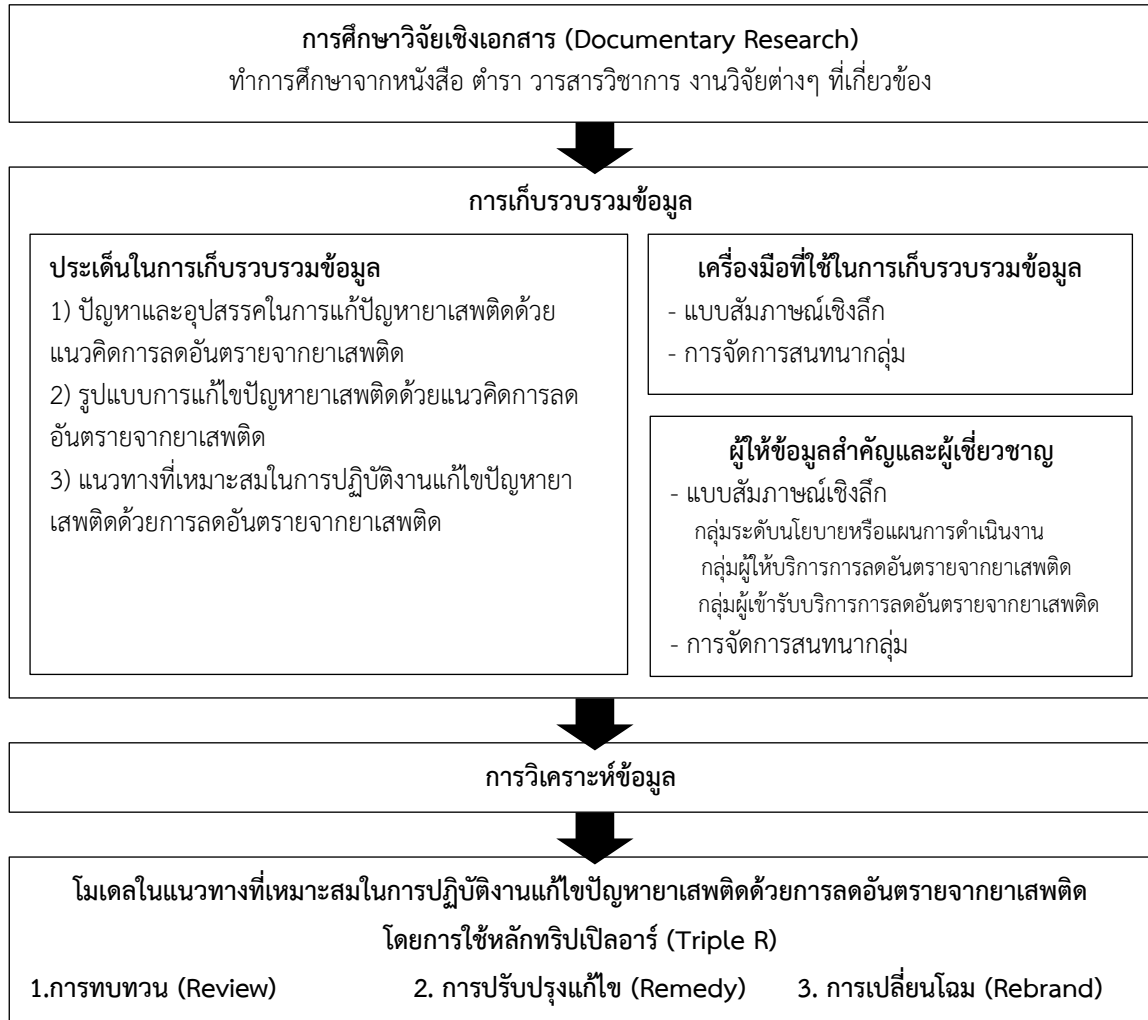 การศึกษาวิจัยเชิงเอกสาร (Documentary Research)
ทำการศึกษาจากหนังสือ ตำรา วารสารวิชาการ งานวิจัยต่างๆ ที่เกี่ยวข้อง
การเก็บรวบรวมข้อมูล
ประเด็นในการเก็บรวบรวมข้อมูล
1) ปัญหาและอุปสรรคในการแก้ปัญหายาเสพติดด้วย
แนวคิดการลดอันตรายจากยาเสพติด
2) รูปแบบการแก้ไขปัญหายาเสพติดด้วยแนวคิดการลด
อันตรายจากยาเสพติด
3) แนวทางที่เหมาะสมในการปฏิบัติงานแก้ไขปัญหายา
เสพติดด้วยการลดอันตรายจากยาเสพติด
เครื่องมือที่ใช้ในการเก็บรวบรวมข้อมูล
- แบบสัมภาษณ์เชิงลึก
- การจัดการสนทนากลุ่ม
ผู้ให้ข้อมูลสำคัญและผู้เชี่ยวชาญ
- แบบสัมภาษณ์เชิงลึก
กลุ่มระดับนโยบายหรือแผนการดำเนินงาน
กลุ่มผู้ให้บริการการลดอันตรายจากยาเสพติด
กลุ่มผู้เข้ารับบริการการลดอันตรายจากยาเสพติด
- การจัดการสนทนากลุ่ม
การวิเคราะห์ข้อมูล
โมเดลในแนวทางที่เหมาะสมในการปฏิบัติงานแก้ไขปัญหายาเสพติดด้วยการลดอันตรายจากยาเสพติด
โดยการใช้หลักทริปเปิลอาร์ (Triple R)
1.การทบทวน (Review) 2. การปรับปรุงแก้ไข (Remedy) 3. การเปลี่ยนโฉม (Rebrand)